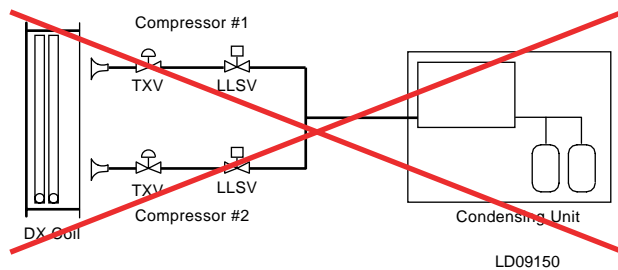 Compressor #1
TXV
LLSV
TXV
LLSV
Compressor #2
DX Coil
Condensing Unit
LD09150